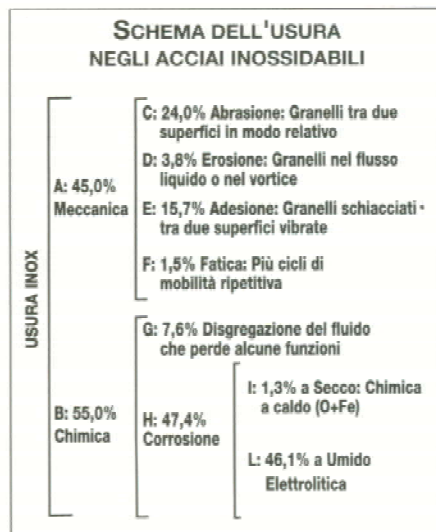 SCHEMA DELL'USURA
NEGLI ACCIAI INOSSIDABILI
USURA INOX
A: 45,0%
Meccanica
C: 24,0% Abrasione: Granelli tra due
superfici in modo relativo
D: 3,8% Erosione: Granelli nel flusso
liquido o nel vortice
E: 15,7% Adesione: Granelli schiacciati
tra due superfici vibrate
F: 1,5% Fatica: Più cicli di
mobilità ripetitiva
B: 55,0%
Chimica
G: 7,6% Disgregazione del fluido
che perde alcune funzioni
H: 47,4%
Corrosione
I: 1,3% a Secco: Chimica
a caldo (O+Fe)
L: 46,1% a Umido
Elettrolitica